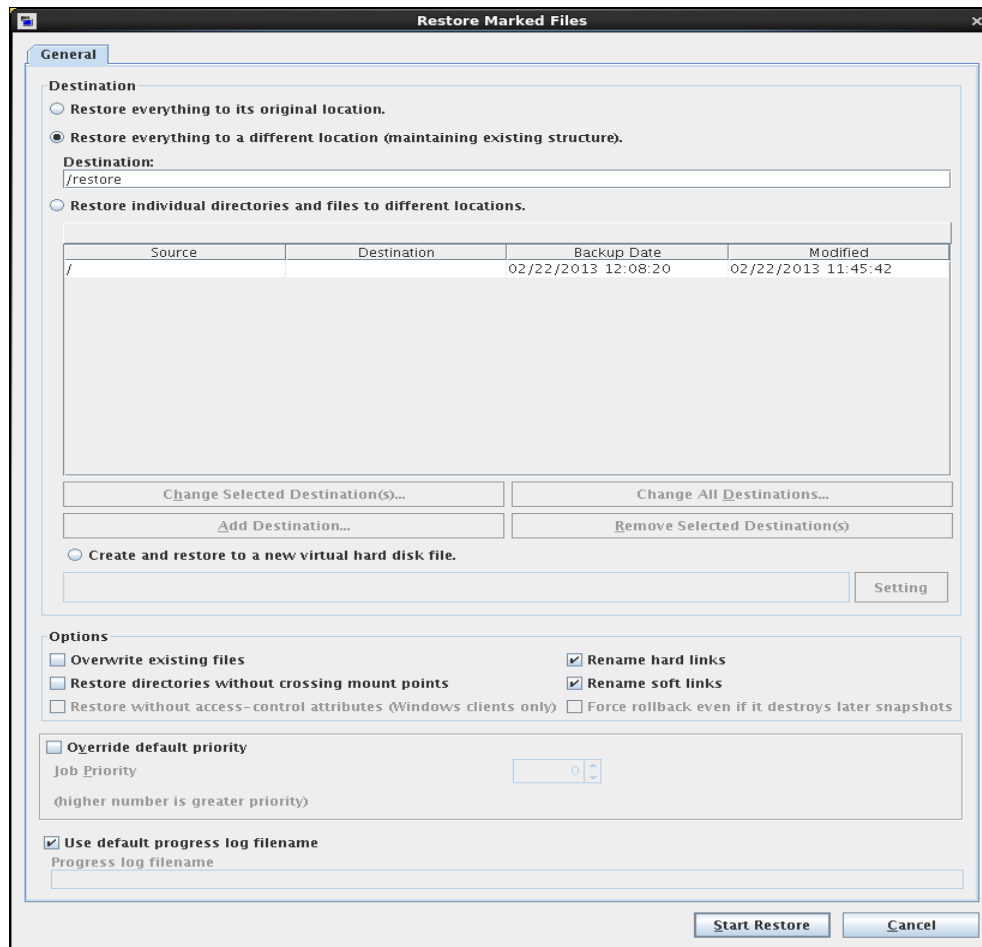 Restore Marked Files
General
Destination
Restore everything to its original location.
Restore everything to a different location (maintaining existing structure).
Destination:
/restore
Restore individual directories and files to different locations.
Source Destination Backup Date Modified
/ 02/22/2013 12:08:20 02/22/2013 11:45:42
Change Selected Destination(s)... Change All Destinations...
Add Destination... Remove Selected Destination(s)
Create and restore to a new virtual hard disk file.
Setting
Options
Overwrite existing files Rename hard links
Restore directories without crossing mount points Rename soft links
Restore without access-control attributes (Windows clients only) Force rollback even if it destroys later snapshots
Override default priority
Job Priority 0
(higher number is greater priority)
Use default progress log filename
Progress log filename
Start Restore Cancel